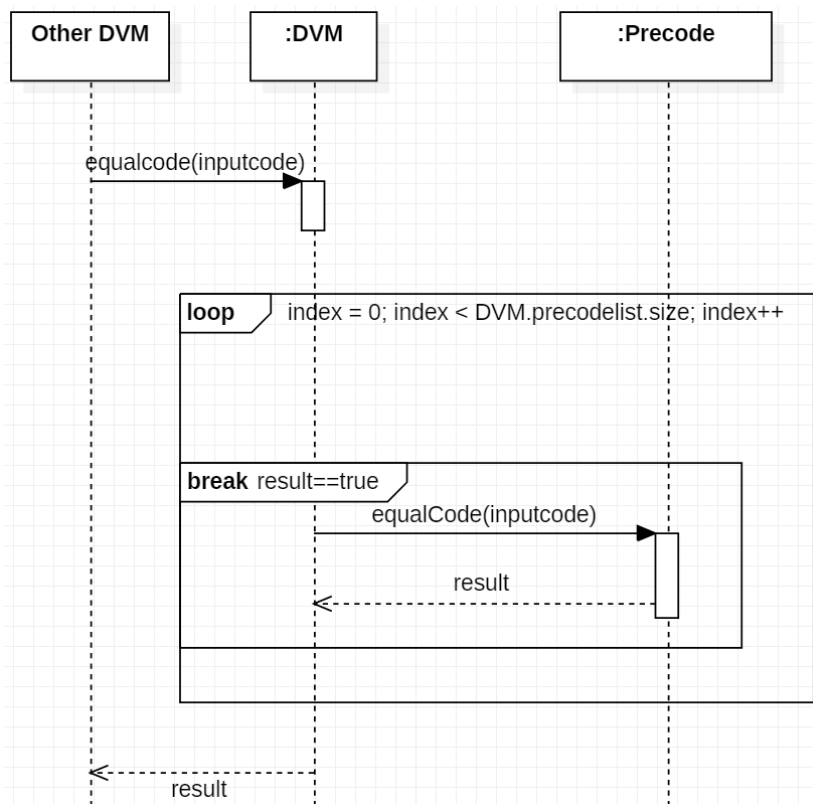 Other DVM
:DVM
:Precode
equalcode(inputcode)
loop
index = 0; index < DVM.precodelist.size; index++
break result==true
equalCode(inputcode)
result
result